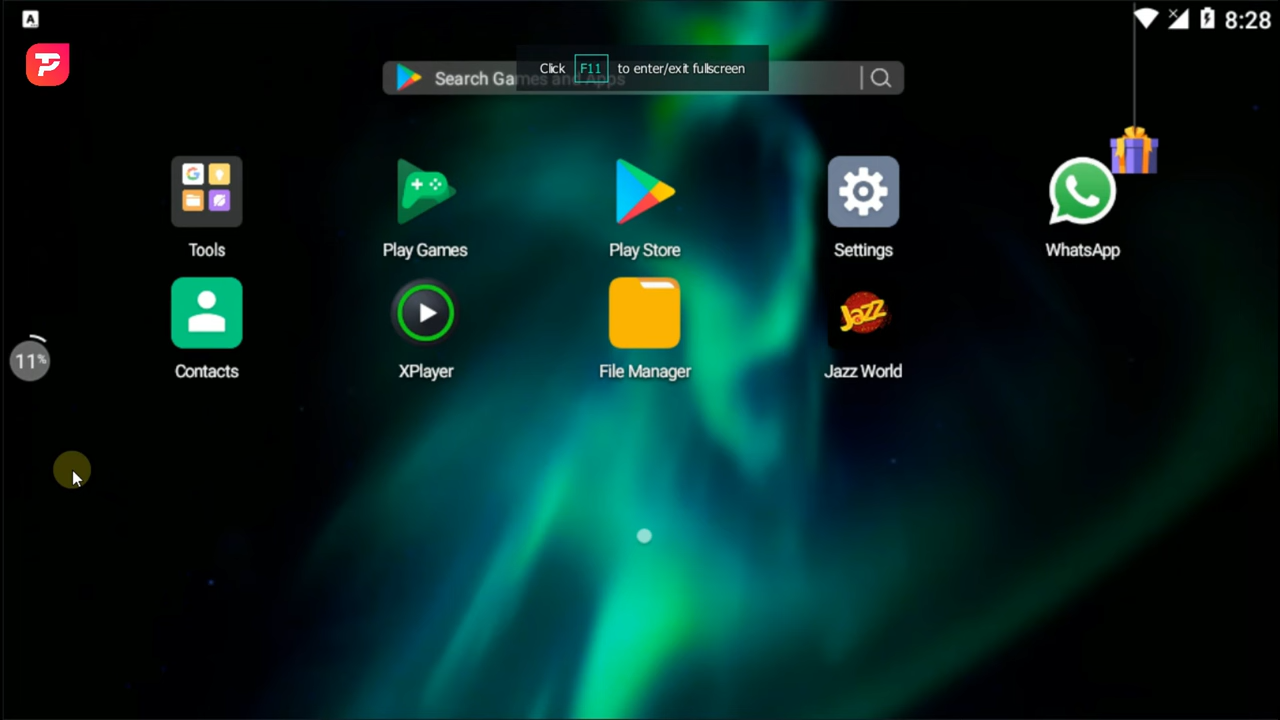 A
8:28
Click F11 to enter/exit fullscreen
Search Games and Apps
Tools
Play Games
Play Store
Settings
WhatsApp
Jazz
Contacts
XPlayer
File Manager
Jazz World
11%